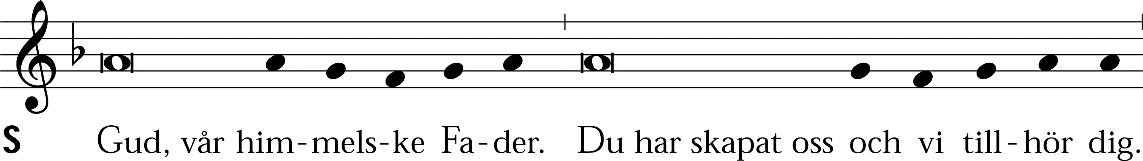 S Gud, vår him-mels-ke Fa-der. Du har skapat oss och vi till-hör dig.